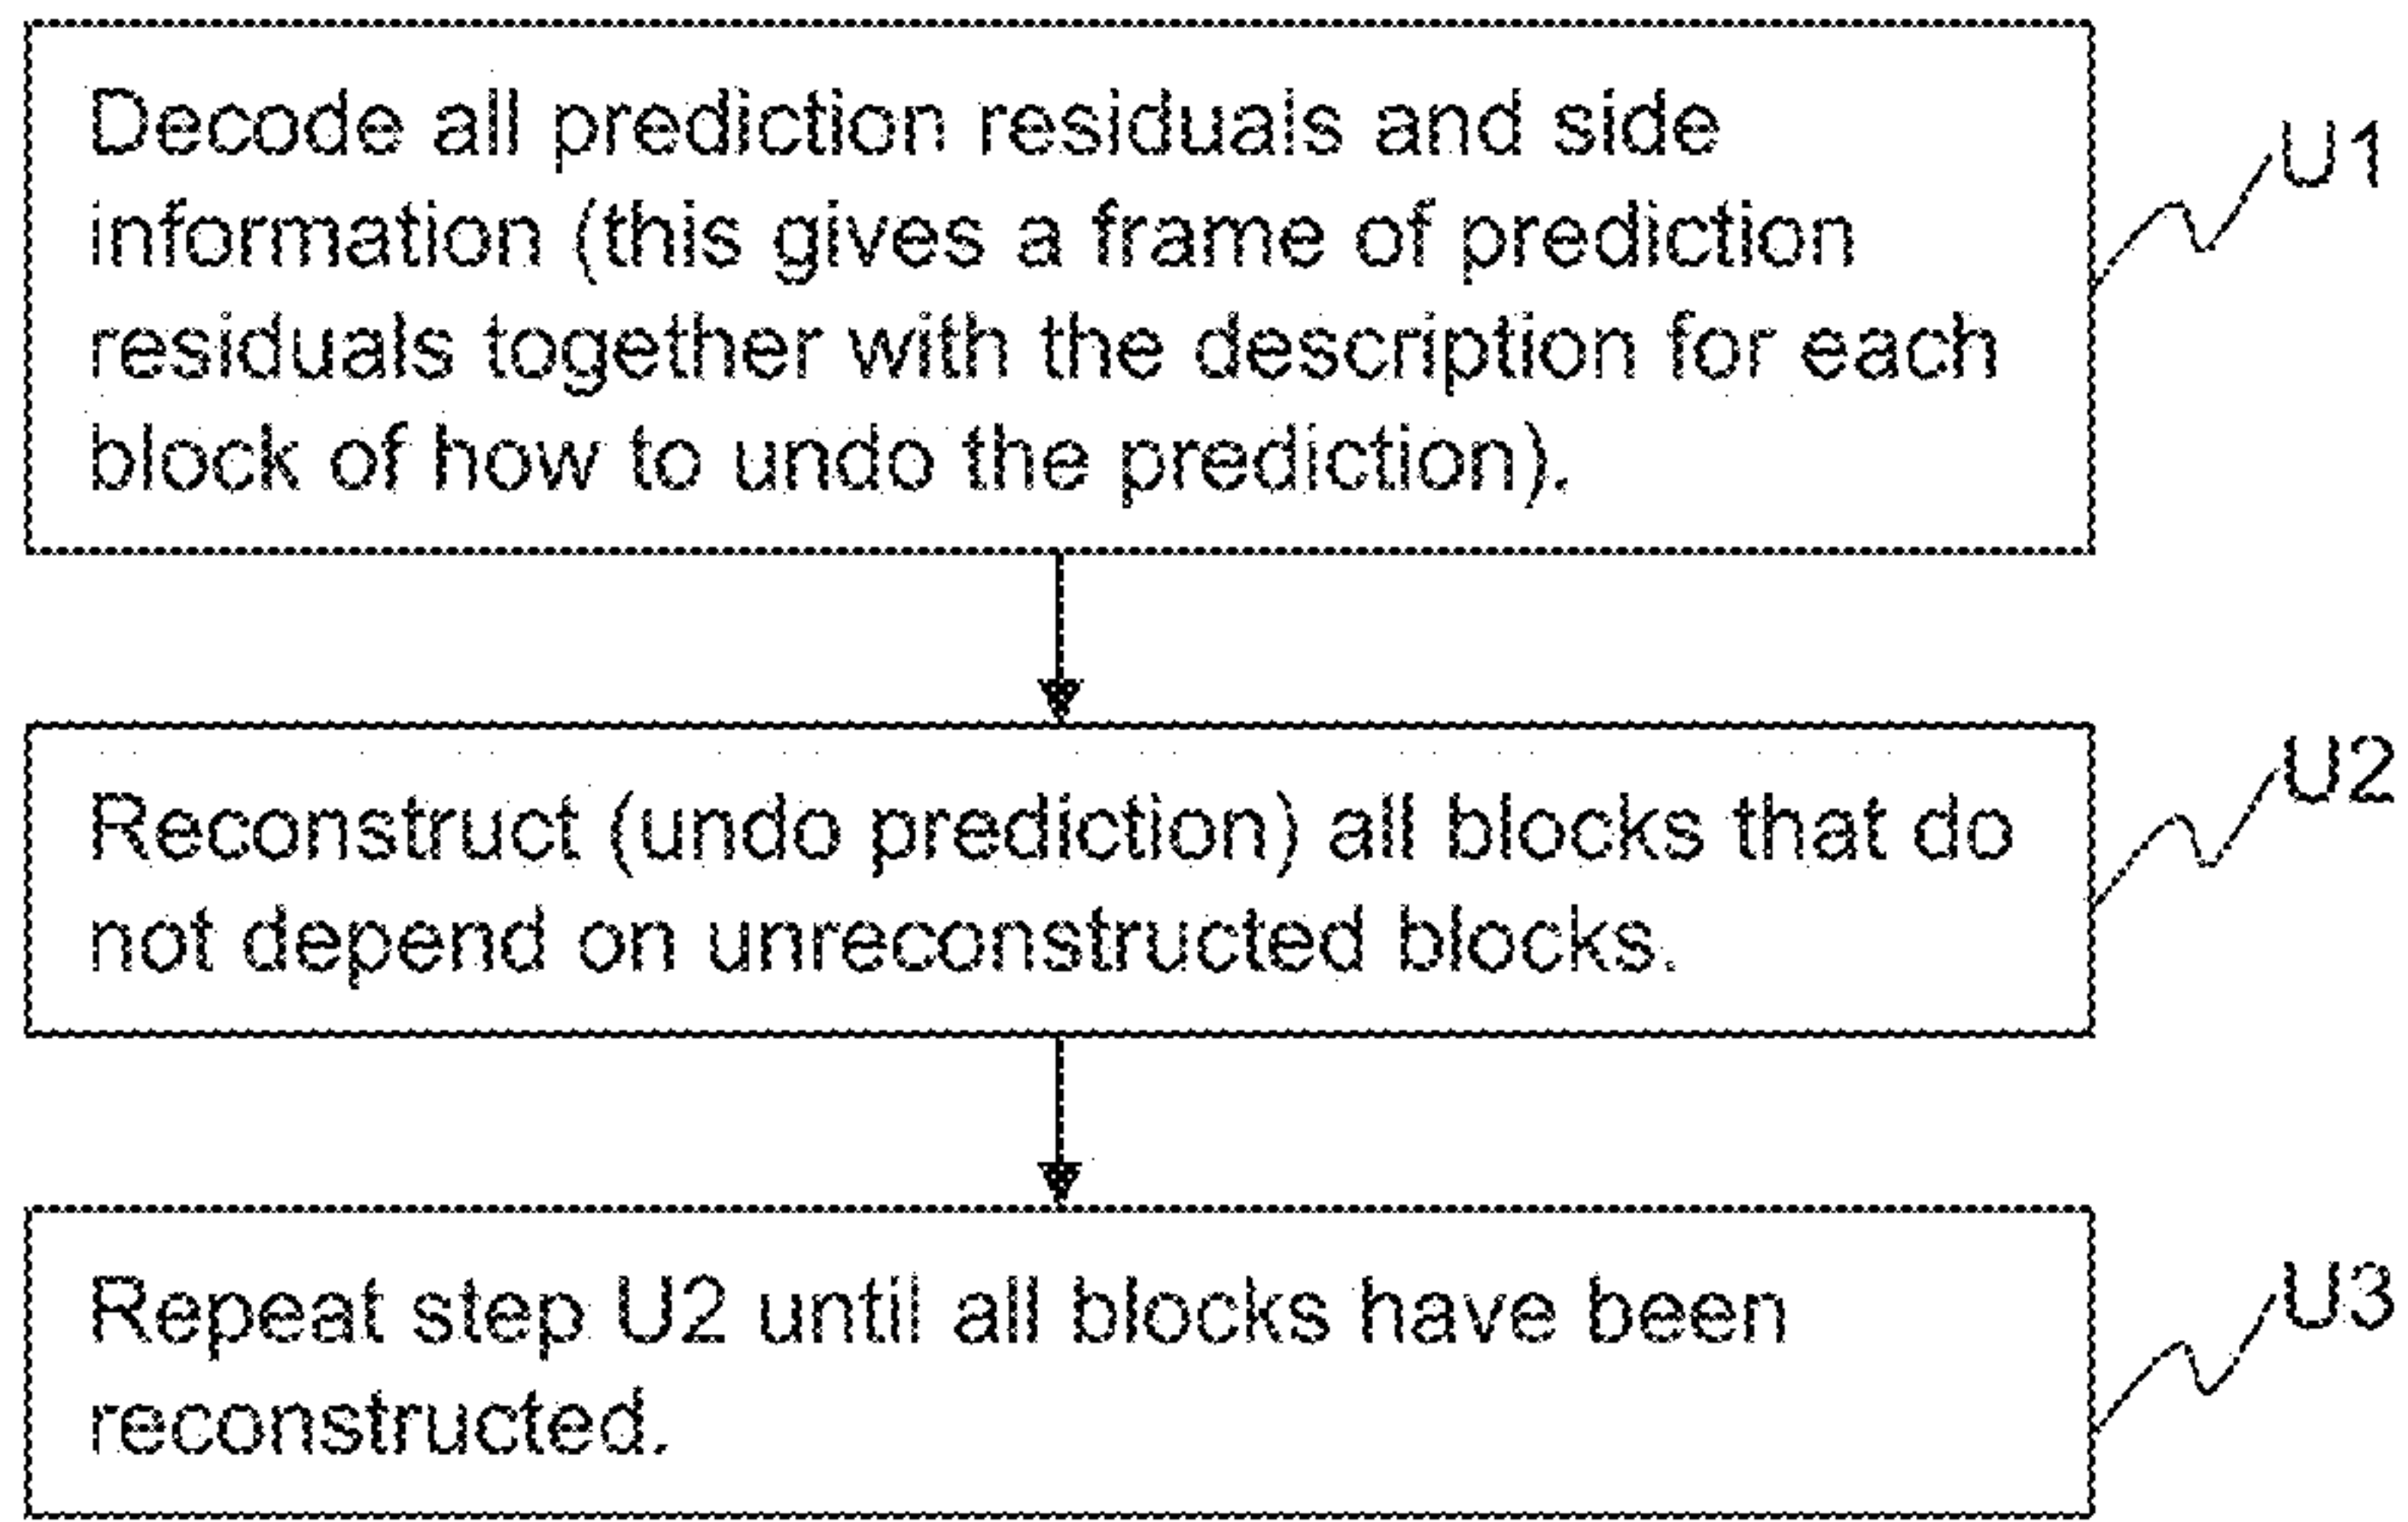 Decode all prediction residuals and side
information (this gives a frame of prediction
residuals together with the description for each
block of how to undo the prediction).
U1
Reconstruct (undo prediction) all blocks that do
not depend on unreconstructed blocks.
U2
Repeat step U2 until all blocks have been
reconstructed.
U3